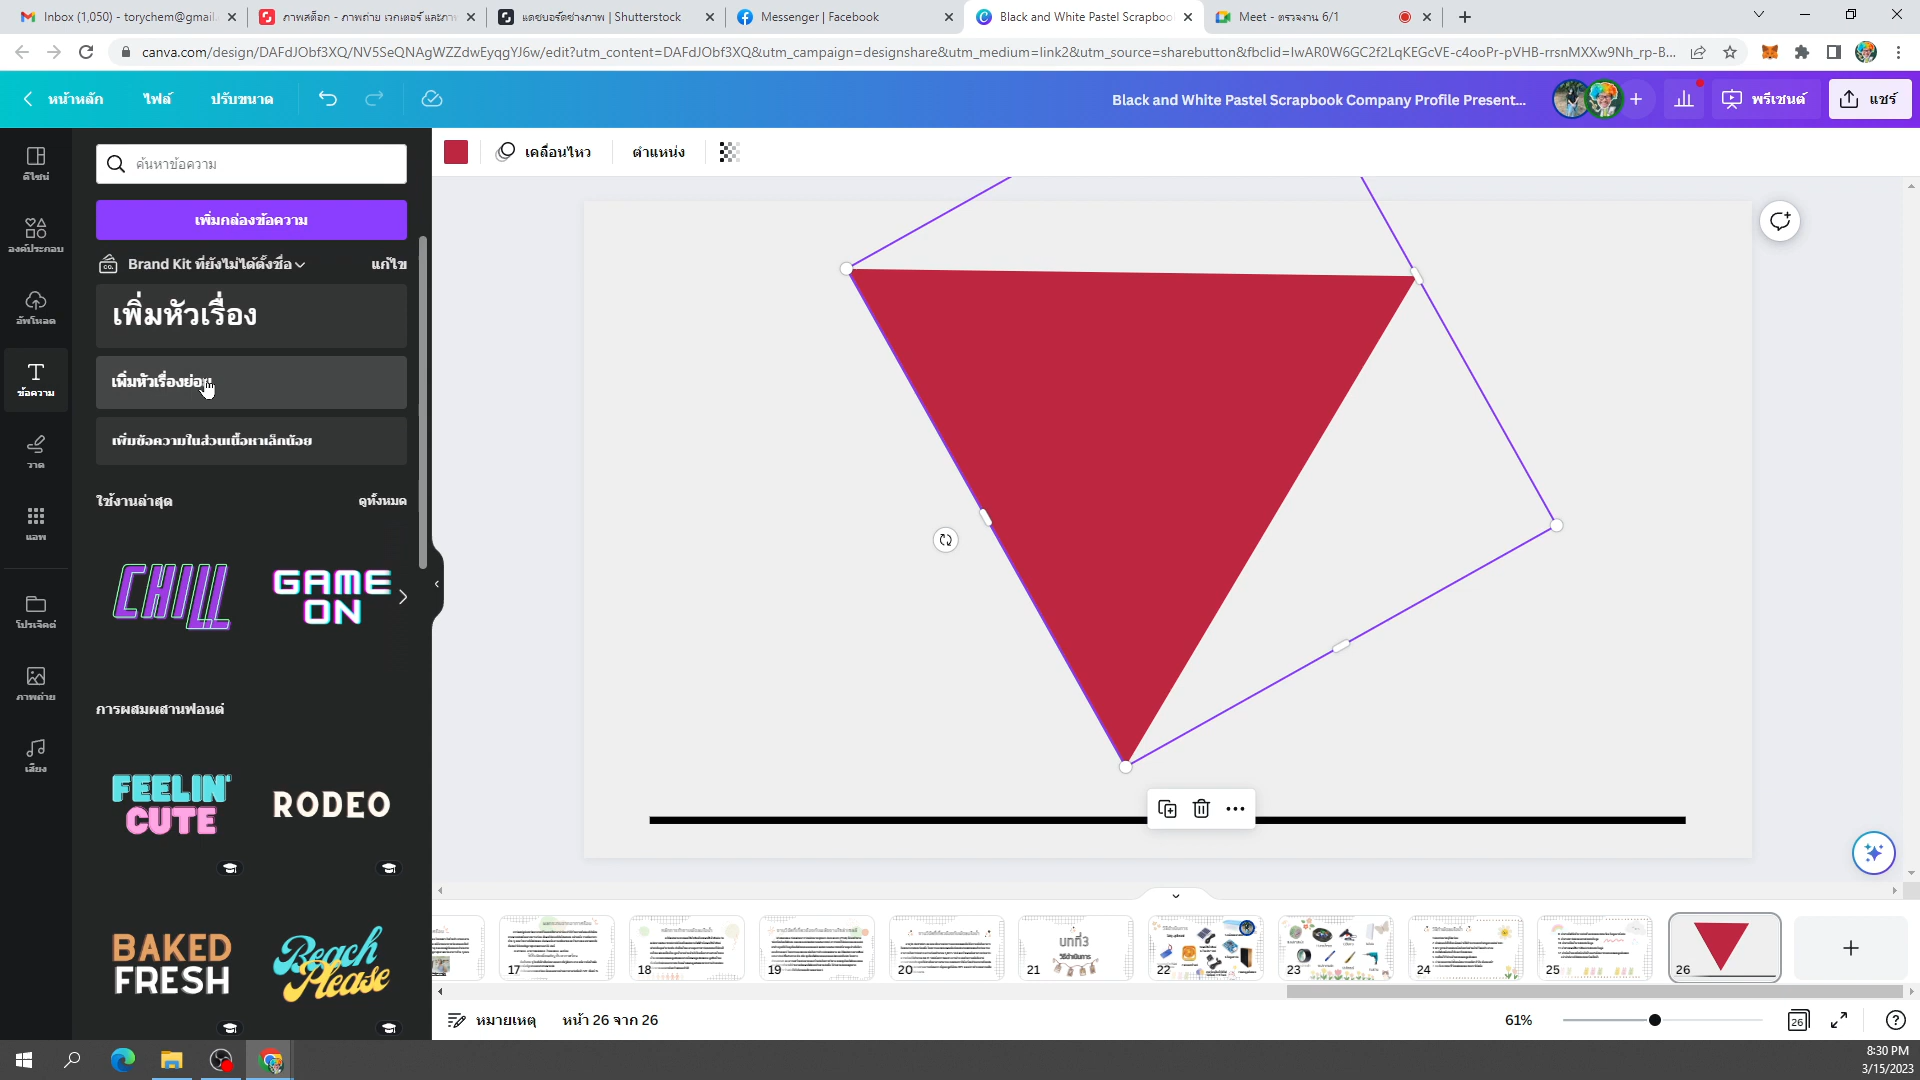 Inbox (1,050) - torychem@gmail.
ภาพสต็อก - ภาพถ่าย เวกเตอร์ และภา
แดชบอร์ดช่างภาพ | Shutterstock
Messenger | Facebook
Black and White Pastel Scrapboo
Meet - ตรวจงาน 6/1
canva.com/design/DAFdJObf3XQ/NV5SeQNAgWZZdwEyqgYJ6w/edit?utm_content=DAFdJObf3XQ&utm_campaign=designshare&utm_medium=link2&utm_source=sharebutton&fbclid=IwAR0W6GC2f2LqKEGcVE-c4ooPr-pVHB-rrsnMXXw9Nh_rp-B...
หน้าหลัก
ไฟล์
ปรับขนาด
Black and White Pastel Scrapbook Company Profile Present...
พรีเซนต์
แชร์
ดีไซน์
องค์ประกอบ
อัพโหลด
ข้อความ
วาด
แอพ
โปรเจ็คต์
ภาพถ่าย
เสียง
ค้นหาข้อความ
เพิ่มกล่องข้อความ
Brand Kit ที่ยังไม่ได้ตั้งชื่อ
แก้ไข
เพิ่มหัวเรื่อง
เพิ่มหัวเรื่องย่อย
เพิ่มข้อความในส่วนเนื้อหาเล็กน้อย
ใช้งานล่าสุด
ดูทั้งหมด
CHILL
GAME ON
การผสมผสานฟอนต์
FEELIN' CUTE
RODEO
BAKED FRESH
Beach Please
เคลื่อนไหว
ตำแหน่ง
17
18
19
20
บทที่3
วิธีดำเนินการ
21
22
23
24
25
26
หมายเหตุ
หน้า 26 จาก 26
61%
26
8:30 PM
3/15/2023